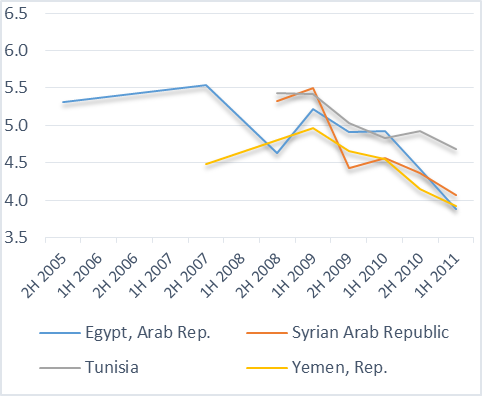 6.5
6.0
5.5
5.0
4.5
4.0
3.5
2H 2005
1H 2006
2H 2006
1H 2007
2H 2007
1H 2008
2H 2008
1H 2009
2H 2009
1H 2010
2H 2010
1H 2011
Egypt, Arab Rep.
Syrian Arab Republic
Tunisia
Yemen, Rep.